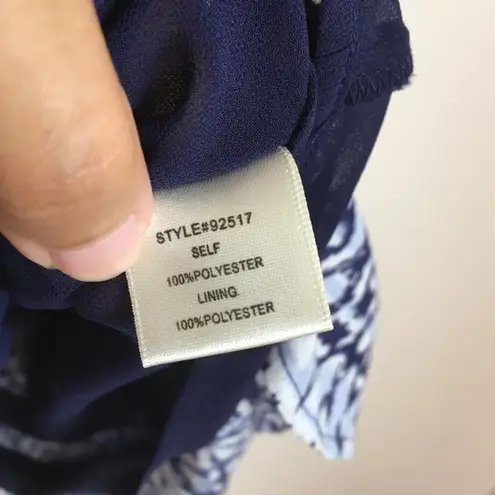 STYLE#92517
SELF
100%POLYESTER
LINING
100%POLYESTER